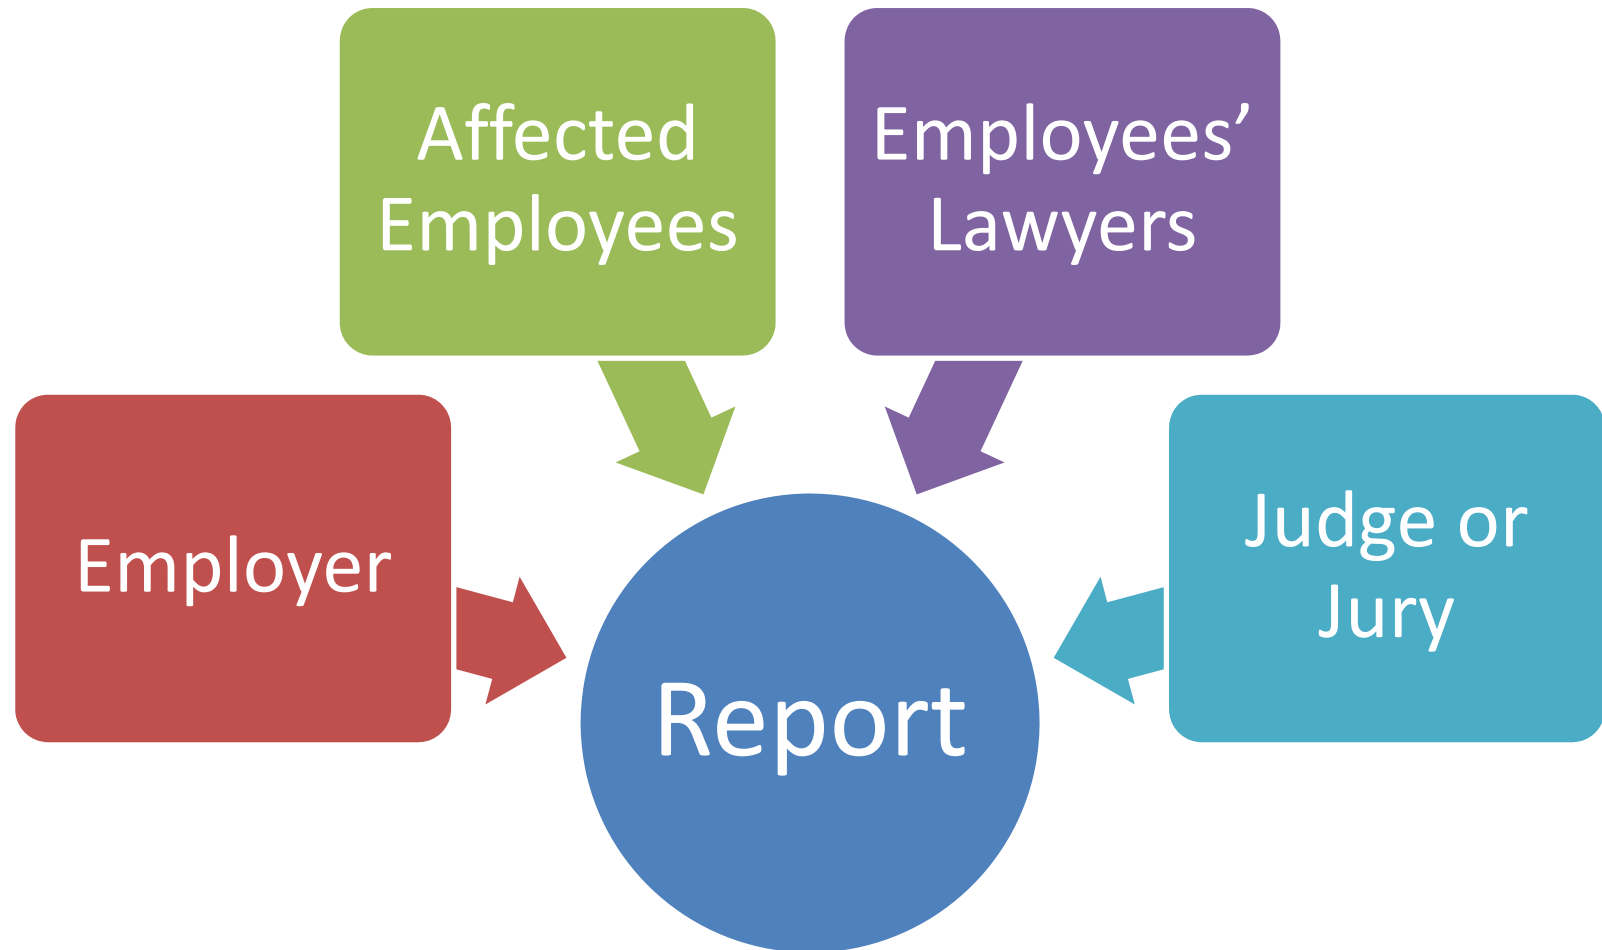 Affected
Employees
Employees’
Lawyers
Employer
Judge or
Jury
Report